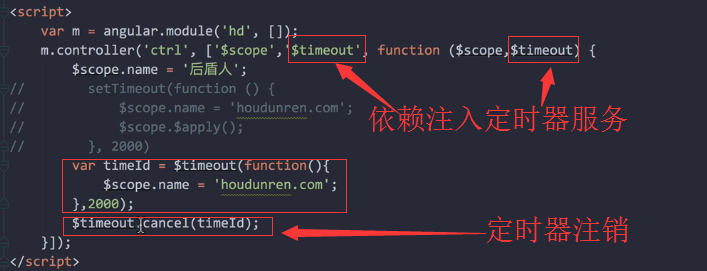 <script>
var m = angular.module('hd', []);
m.controller('ctrl', ['$scope','$timeout', function ($scope,$timeout) {
$scope.name = '后盾人';
// setTimeout(function () {
// $scope.name = 'houdunren.com';
// $scope.$apply();
// }, 2000)
依赖注入定时器服务
var timeId = $timeout(function(){
$scope.name = 'houdunren.com';
},2000);
$timeout.cancel(timeId);
定时器注销
}]);
</script>